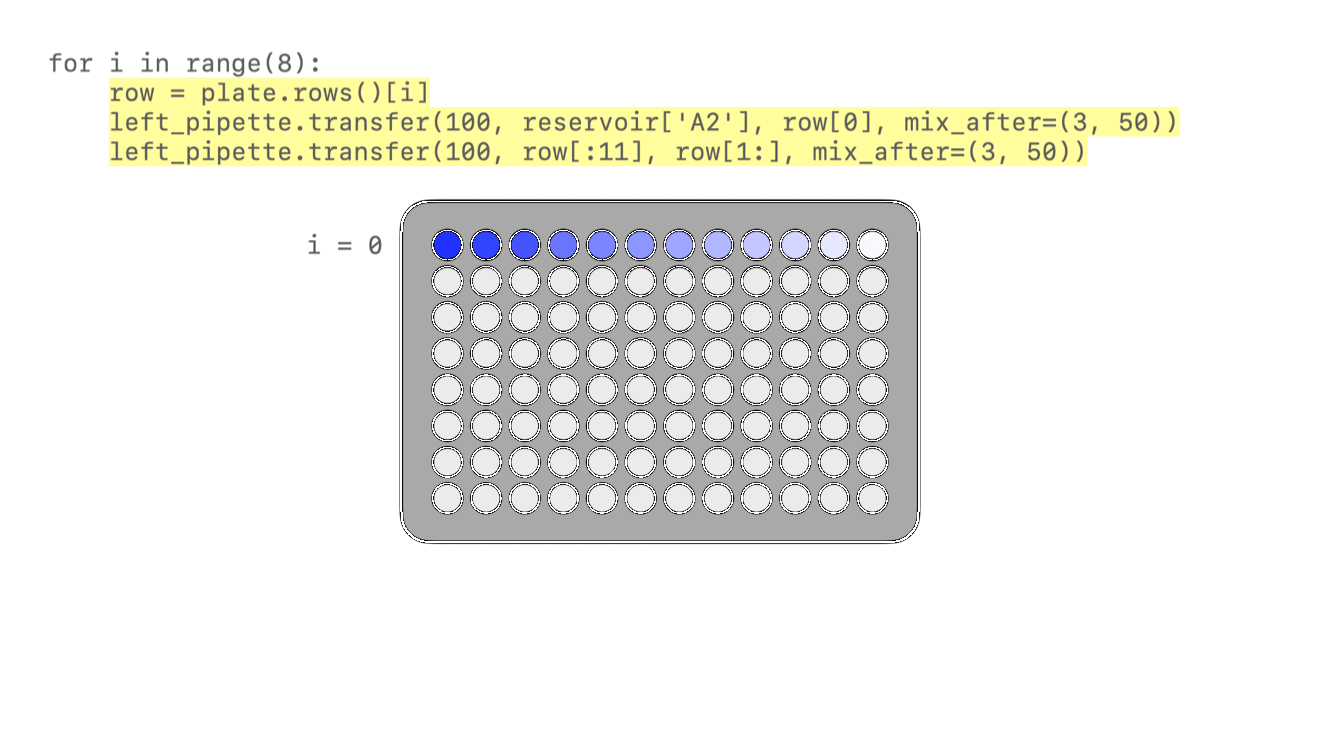 for i in range(8):
row = plate.rows()[i]
left_pipette.transfer(100, reservoir['A2'], row[0], mix_after=(3, 50))
left_pipette.transfer(100, row[:11], row[1:], mix_after=(3, 50))
i = 0